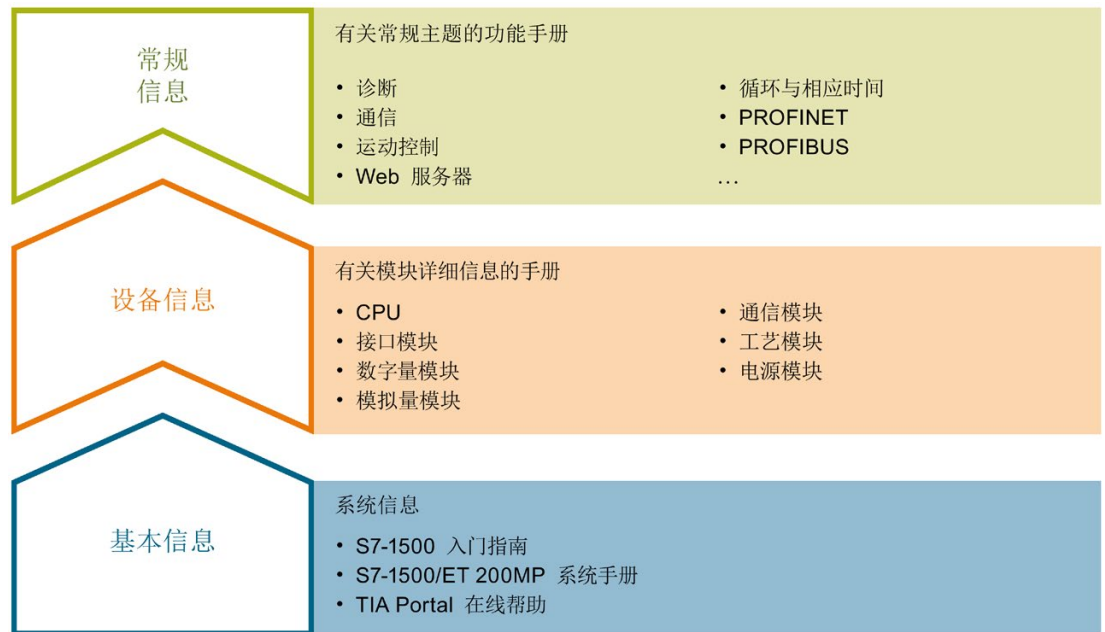 常规
信息
有关常规主题的功能手册
• 诊断
• 通信
• 运动控制
• Web 服务器
• 循环与相应时间
• PROFINET
• PROFIBUS
...
设备信息
有关模块详细信息的手册
• CPU
• 接口模块
• 数字量模块
• 模拟量模块
• 通信模块
• 工艺模块
• 电源模块
基本信息
系统信息
• S7-1500 入门指南
• S7-1500/ET 200MP 系统手册
• TIA Portal 在线帮助